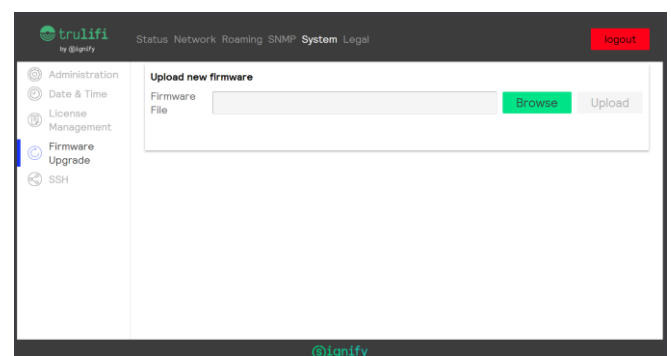 trulifi
by Signify
Status Network Roaming SNMP System Legal
logout
Administration
Date & Time
License
Management
Firmware
Upgrade
SSH
Upload new firmware
Firmware
File
Browse
Upload
Signify